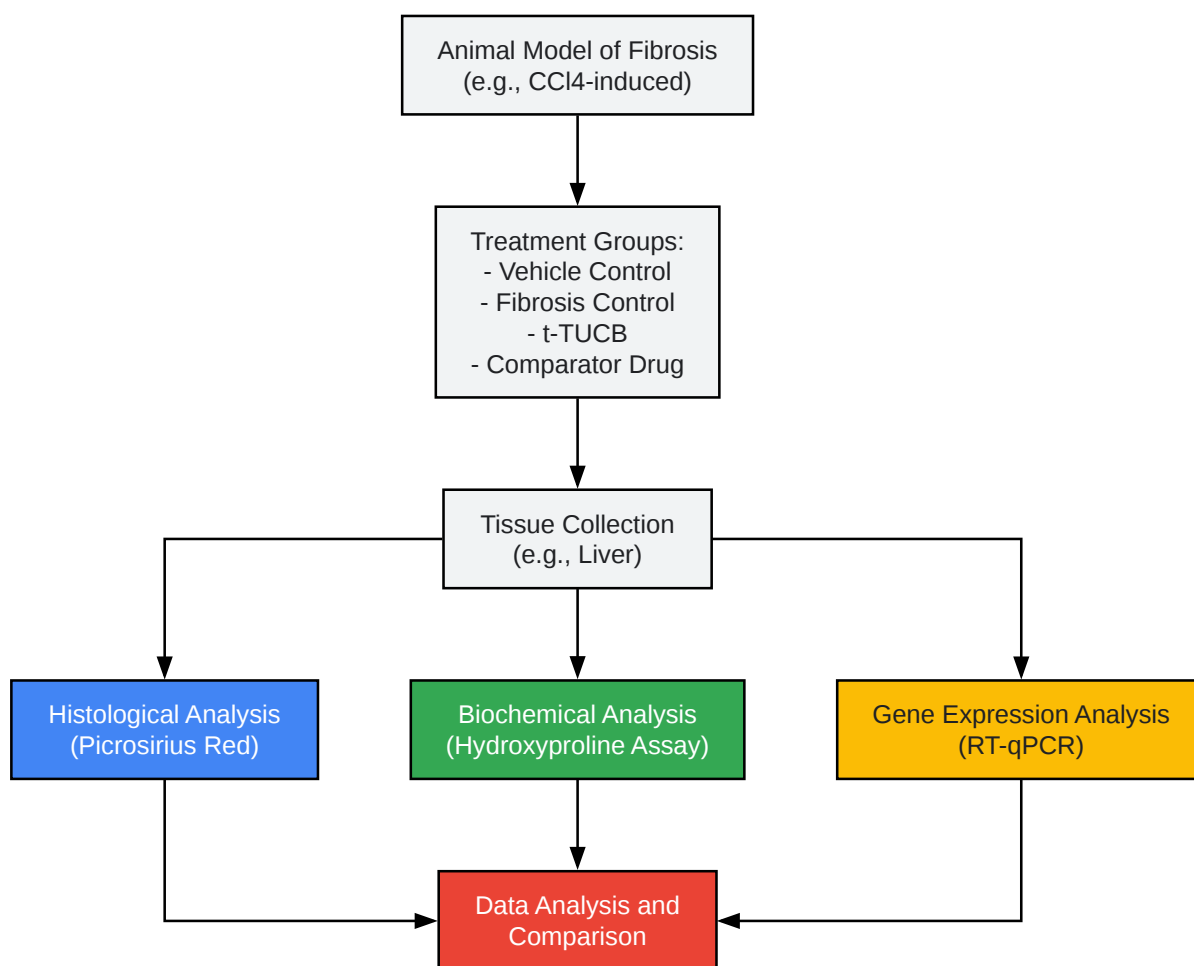 Animal Model of Fibrosis
(e.g., CCl4-induced)
Treatment Groups:
- Vehicle Control
- Fibrosis Control
- t-TUCB
- Comparator Drug
Tissue Collection
(e.g., Liver)
Histological Analysis
(Picrosirius Red)
Biochemical Analysis
(Hydroxyproline Assay)
Gene Expression Analysis
(RT-qPCR)
Data Analysis and
Comparison